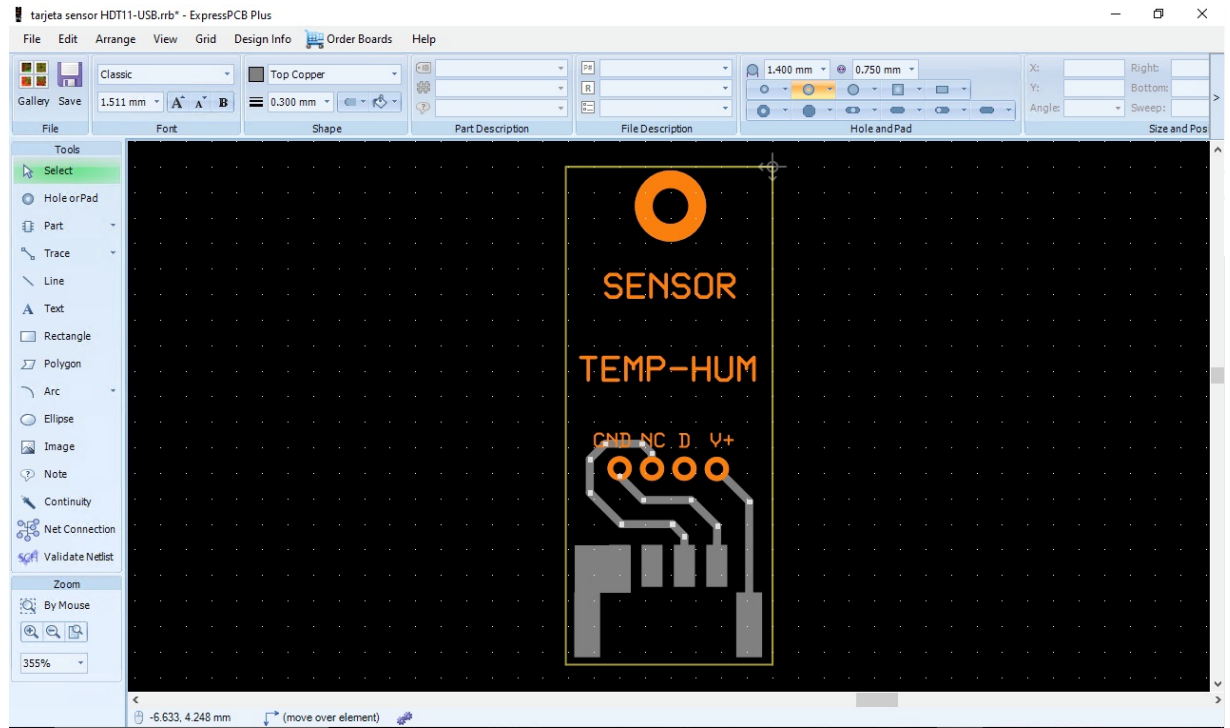 tarjeta sensor HDT11-USB.rrb* - ExpressPCB Plus
File Edit Arrange View Grid Design Info Order Boards Help
Classic
Top Copper
P#
1.400 mm 0.750 mm
X: Right:
Gallery Save
1.511 mm A A B
0.300 mm
R
Y: Bottom:
Angle: Sweep:
File Font Shape Part Description File Description Hole and Pad Size and Pos
Tools
Select
Hole or Pad
Part
Trace
Line
Text
Rectangle
Polygon
Arc
Ellipse
Image
Note
Continuity
Net Connection
Validate Netlist
Zoom
By Mouse
355%
SENSOR
TEMP-HUM
GND NC D V+
-6.633, 4.248 mm (move over element)